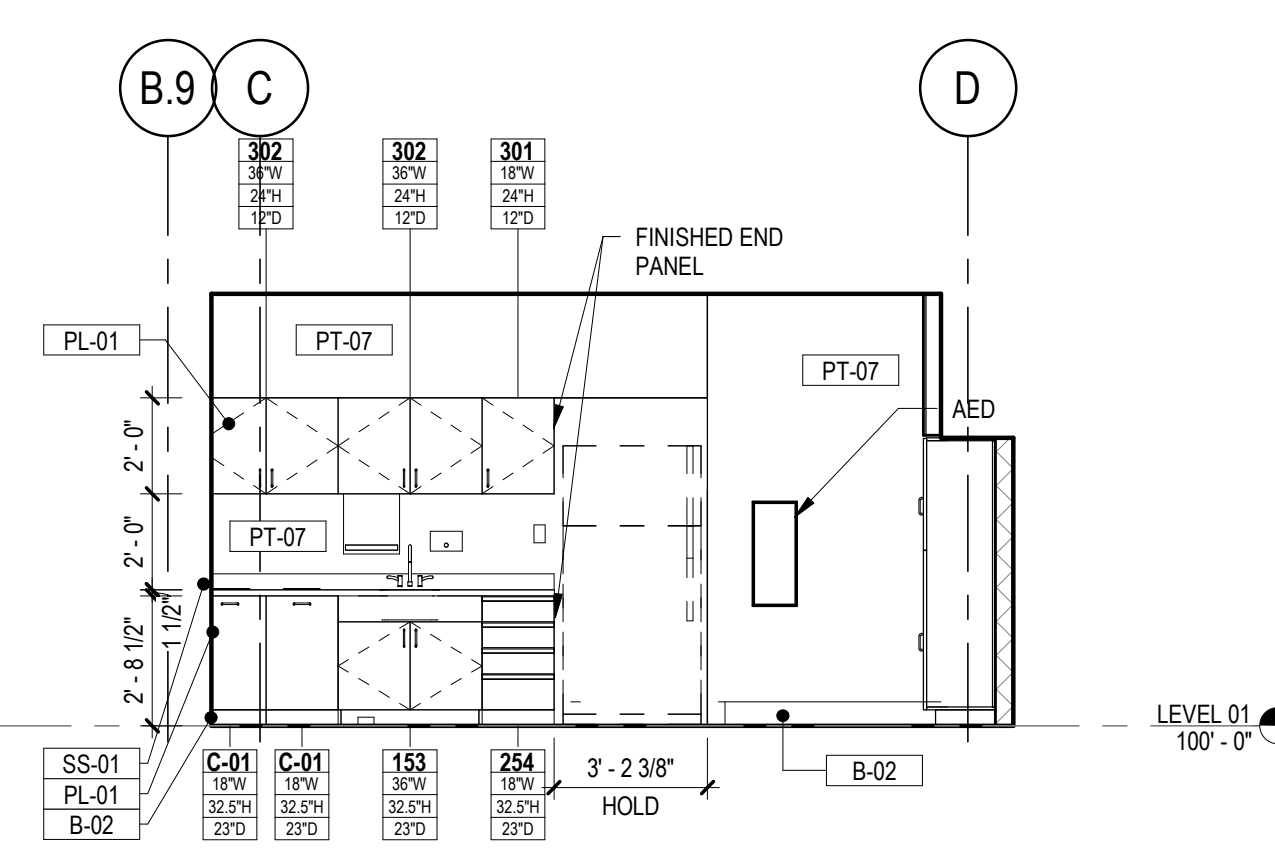 B.9
C
D
302
36"W
24"H
12"D
302
36"W
24"H
12"D
301
18"W
24"H
12"D
FINISHED END
PANEL
PL-01
PT-07
PT-07
AED
2' - 0"
PT-07
2' - 0"
1 1/2"
2' - 8 1/2"
LEVEL 01
100' - 0"
SS-01
PL-01
B-02
C-01
18"W
32.5"H
23"D
C-01
18"W
32.5"H
23"D
153
36"W
32.5"H
23"D
254
18"W
32.5"H
23"D
3' - 2 3/8"
HOLD
B-02